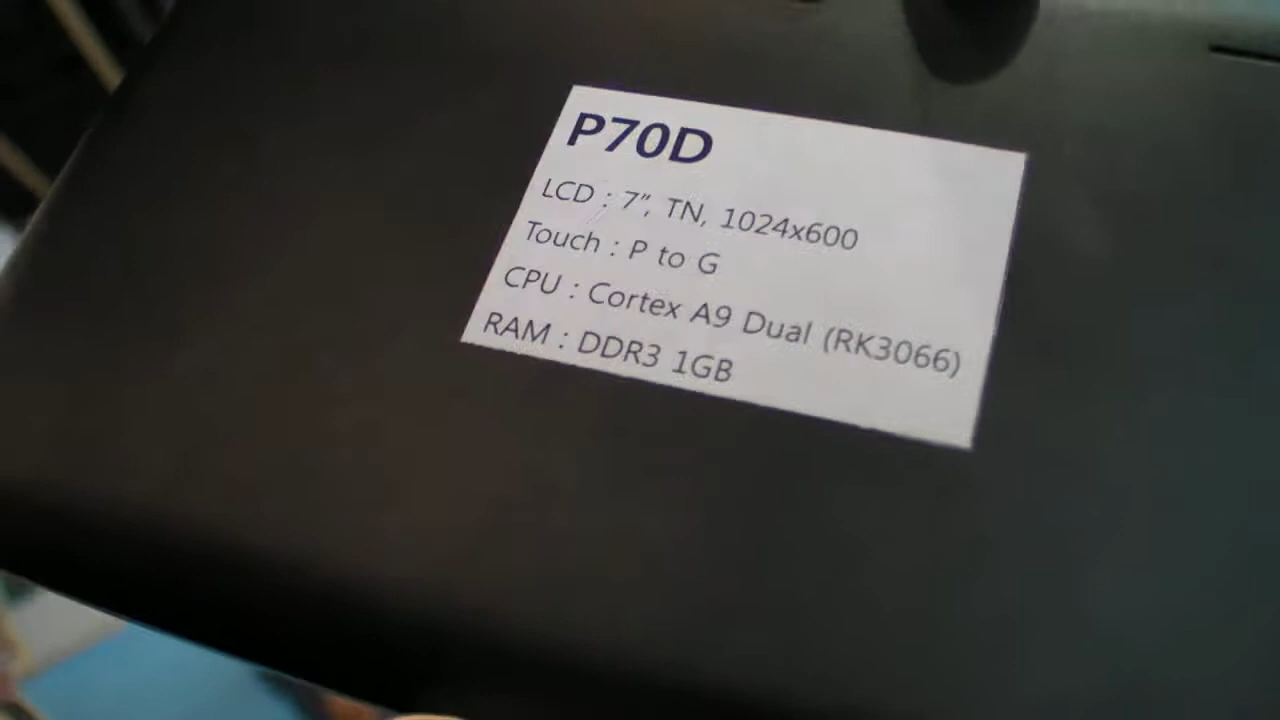 P70D
LCD : 7”, TN, 1024x600
Touch : P to G
CPU : Cortex A9 Dual (RK3066)
RAM : DDR3 1GB